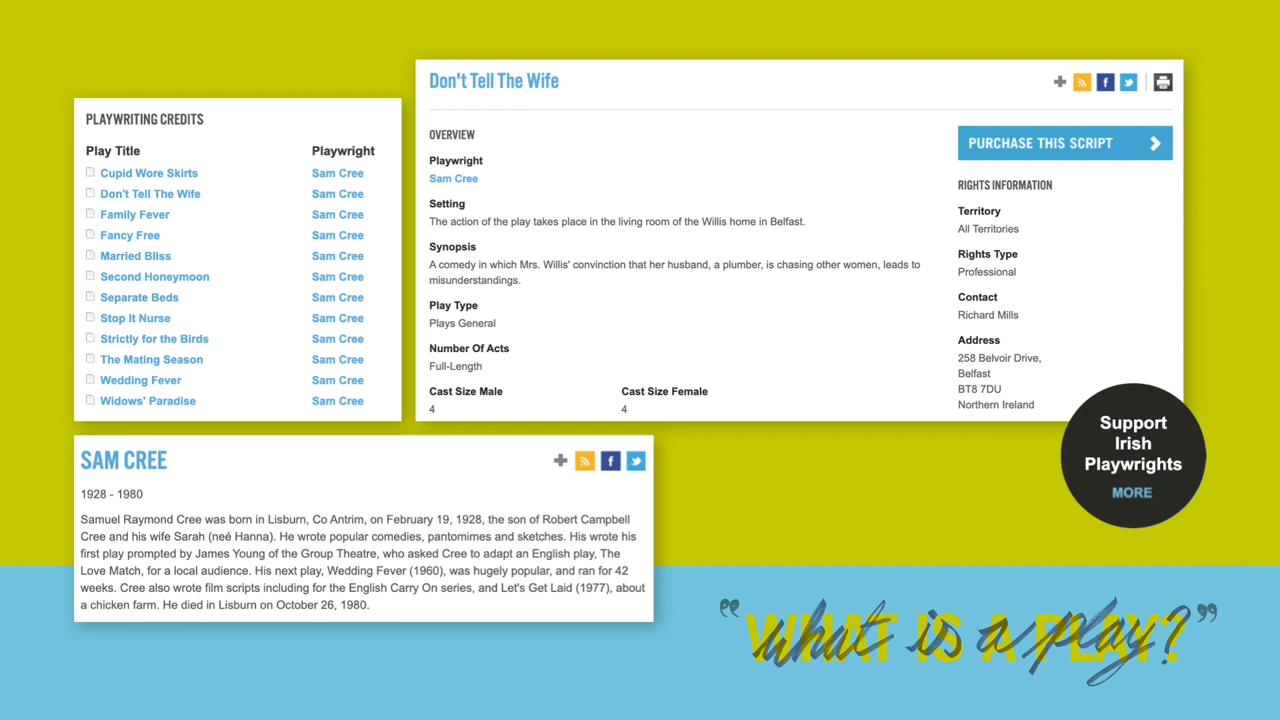 PLAYWRITING CREDITS
Play Title Playwright
Cupid Wore Skirts Sam Cree
Don't Tell The Wife Sam Cree
Family Fever Sam Cree
Fancy Free Sam Cree
Married Bliss Sam Cree
Second Honeymoon Sam Cree
Separate Beds Sam Cree
Stop It Nurse Sam Cree
Strictly for the Birds Sam Cree
The Mating Season Sam Cree
Wedding Fever Sam Cree
Widows' Paradise Sam Cree
Don't Tell The Wife
OVERVIEW
Playwright
Sam Cree
Setting
The action of the play takes place in the living room of the Willis home in Belfast.
Synopsis
A comedy in which Mrs. Willis' conviction that her husband, a plumber, is chasing other women, leads to
misunderstandings.
Play Type
Plays General
Number Of Acts
Full-Length
Cast Size Male Cast Size Female
4 4
PURCHASE THIS SCRIPT
RIGHTS INFORMATION
Territory
All Territories
Rights Type
Professional
Contact
Richard Mills
Address
258 Belvoir Drive,
Belfast
BT8 7DU
Northern Ireland
Support
Irish
Playwrights
MORE
SAM CREE
1928 - 1980
Samuel Raymond Cree was born in Lisburn, Co Antrim, on February 19, 1928, the son of Robert Campbell
Cree and his wife Sarah (neé Hanna). He wrote popular comedies, pantomimes and sketches. His wrote his
first play prompted by James Young of the Group Theatre, who asked Cree to adapt an English play, The
Love Match, for a local audience. His next play, Wedding Fever (1960), was hugely popular, and ran for 42
weeks. Cree also wrote film scripts including for the English Carry On series, and Let's Get Laid (1977), about
a chicken farm. He died in Lisburn on October 26, 1980.
WHAT IS A PLAY?
"what is a play?"